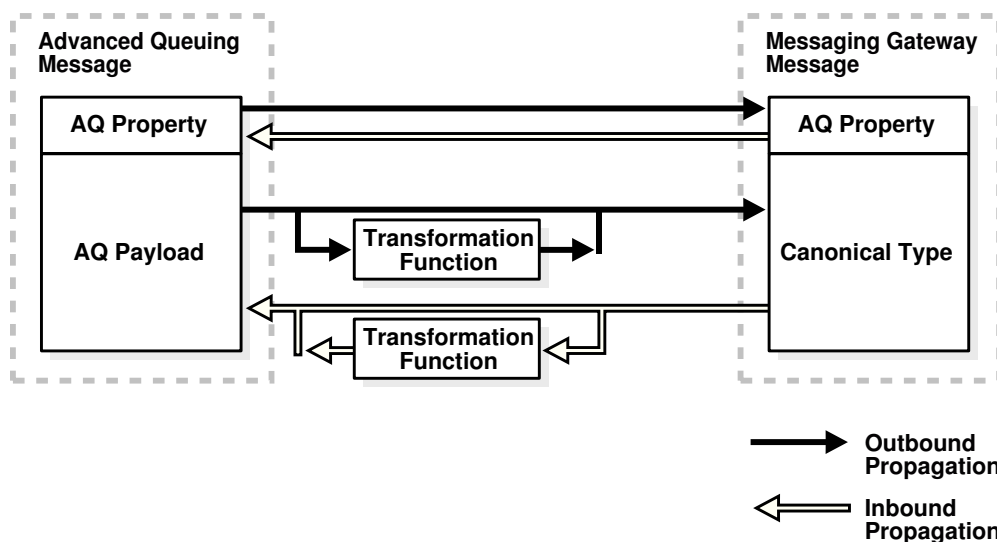 Advanced Queuing
Message
Messaging Gateway
Message
AQ Property
AQ Property
AQ Payload
Transformation
Function
Canonical Type
Transformation
Function
Outbound
Propagation
Inbound
Propagation